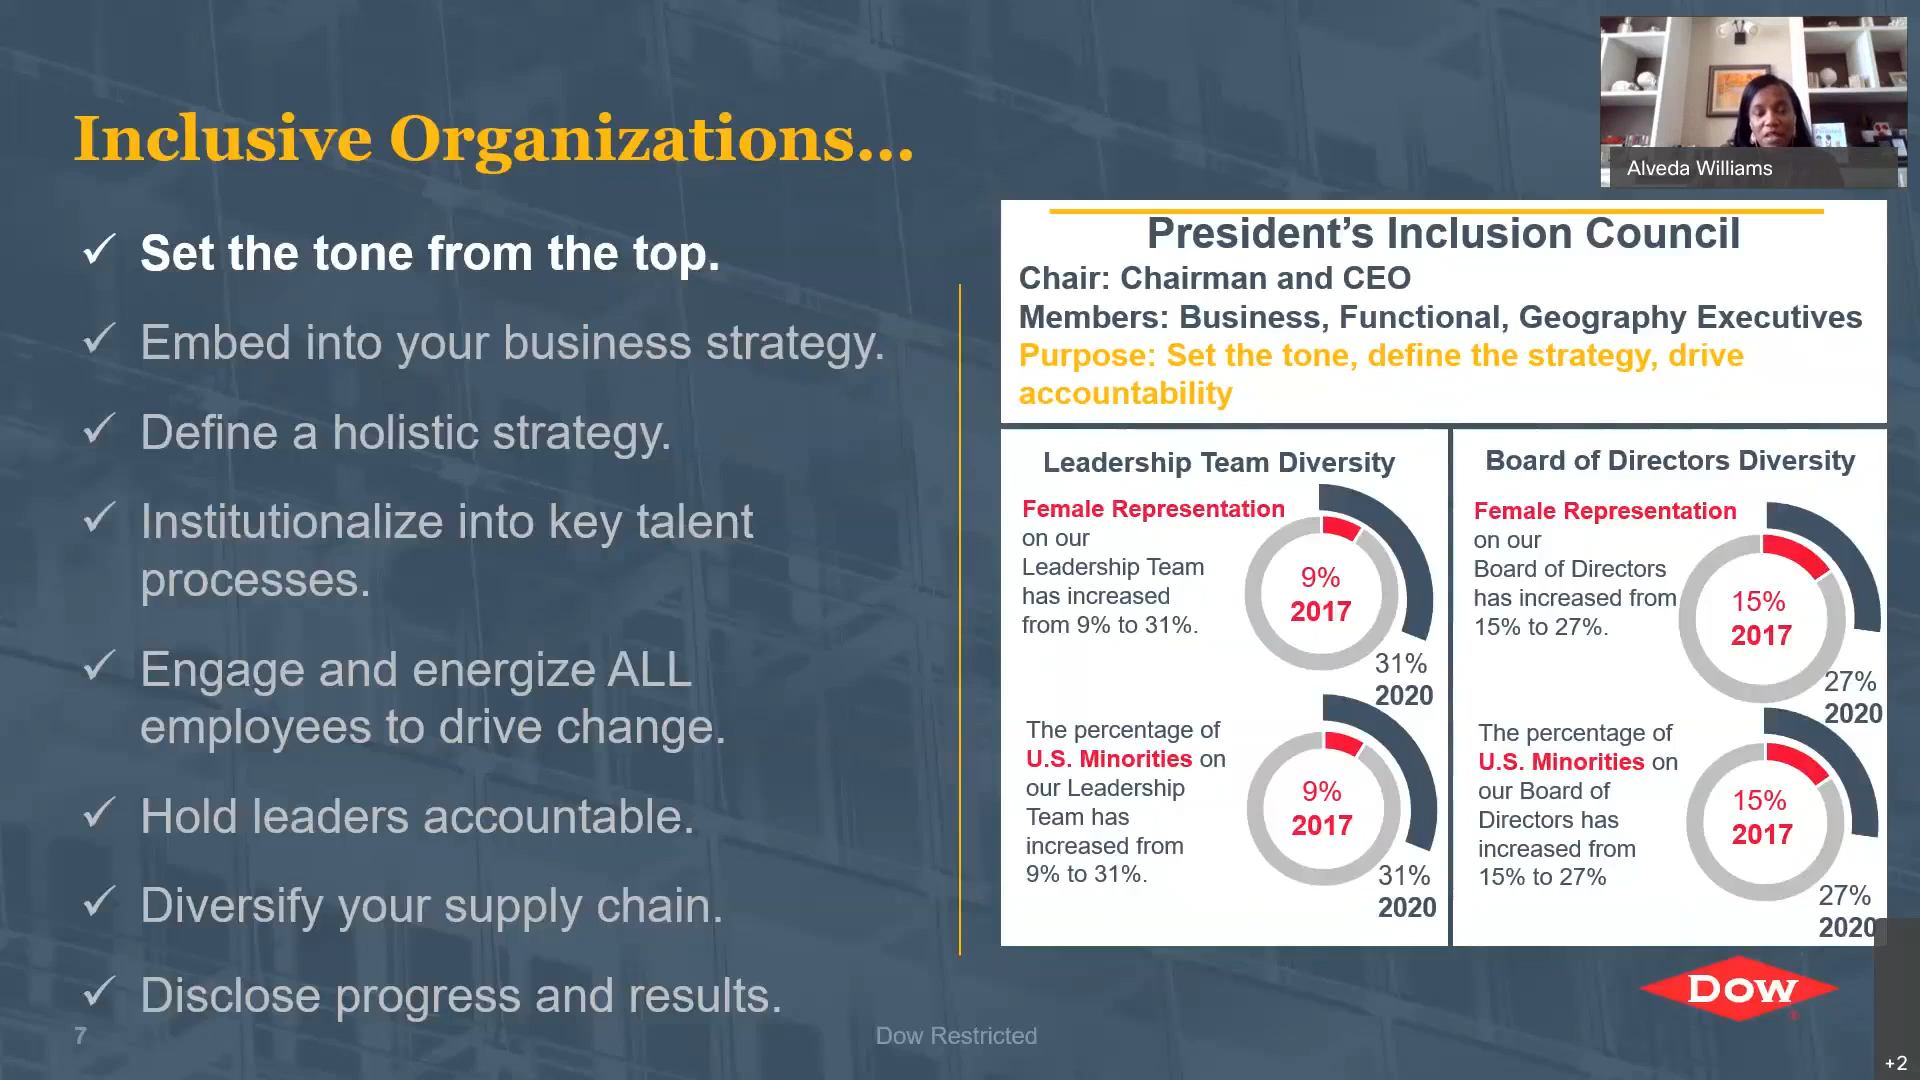 Inclusive Organizations...
✓ Set the tone from the top.
✓ Embed into your business strategy.
✓ Define a holistic strategy.
✓ Institutionalize into key talent
processes.
✓ Engage and energize ALL
employees to drive change.
✓ Hold leaders accountable.
✓ Diversify your supply chain.
✓ Disclose progress and results.
7
Dow Restricted
Alveda Williams
President's Inclusion Council
Chair: Chairman and CEO
Members: Business, Functional, Geography Executives
Purpose: Set the tone, define the strategy, drive
accountability
Leadership Team Diversity
Female Representation
on our
Leadership Team
has increased
from 9% to 31%.
9%
2017
31%
2020
The percentage of
U.S. Minorities on
our Leadership
Team has
increased from
9% to 31%.
9%
2017
31%
2020
Board of Directors Diversity
Female Representation
on our
Board of Directors
has increased from
15% to 27%.
15%
2017
27%
2020
The percentage of
U.S. Minorities on
our Board of
Directors has
increased from
15% to 27%
15%
2017
27%
2020
DOW
+2